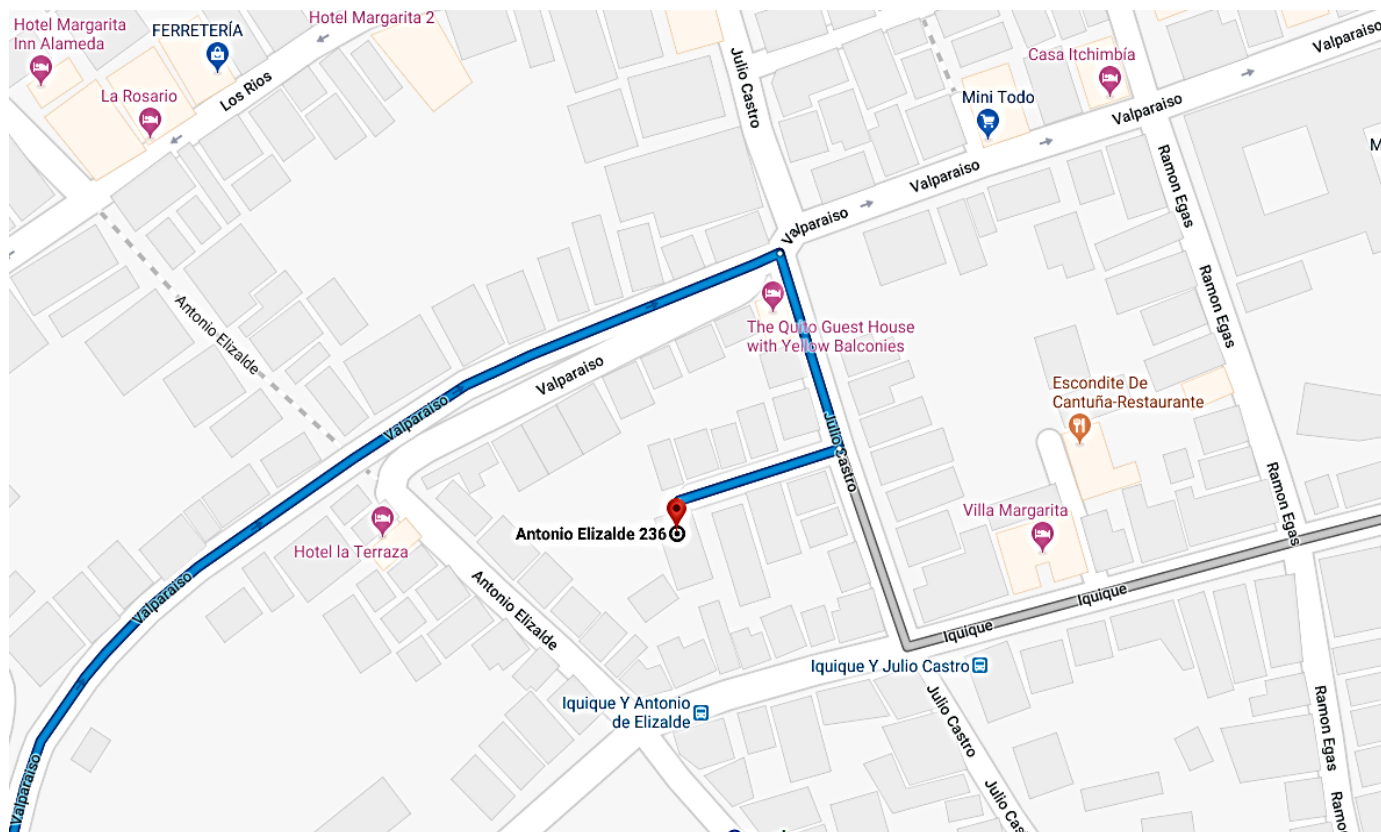 Hotel Margarita
Inn Alameda
FERRETERÍA
Hotel Margarita 2
La Rosario
Los Rios
Julio Castro
Casa Itchimbía
Mini Todo
Valparaiso
Valparaiso
Valparaiso
Valparaiso
M
Ramon Egas
Ramon Egas
Ramon Egas
Antonio Elizalde
The Quito Guest House
with Yellow Balconies
Valparaiso
Valparaiso
Escondite De
Cantuña-Restaurante
Julio Castro
Villa Margarita
Antonio Elizalde 236
Hotel la Terraza
Valparaiso
Antonio Elizalde
Iquique
Iquique
Iquique Y Julio Castro
Iquique Y Antonio
de Elizalde
Julio Castro
Ramon Egas
Valparaiso